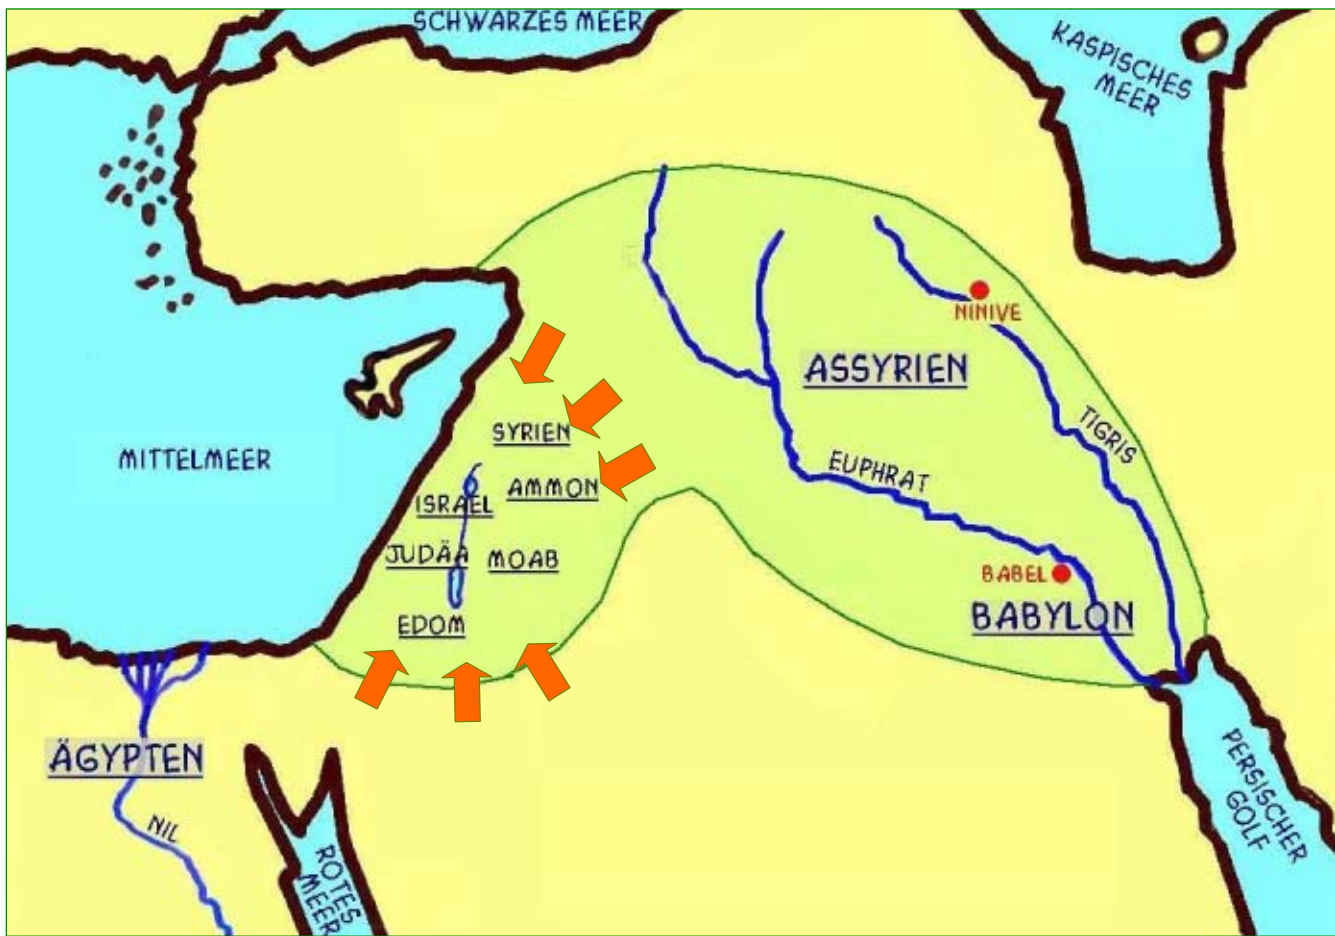 SCHWARZES MEER
KASPISCHES
MEER
NINIVE
ASSYRIEN
TIGRIS
SYRIEN
MITTELMEER
EUPHRAT
AMMON
ISRAEL
JUDÄA
MOAB
BABEL
BABYLON
EDOM
ÄGYPTEN
NIL
ROTES
MEER
PERSISCHER
GOLF